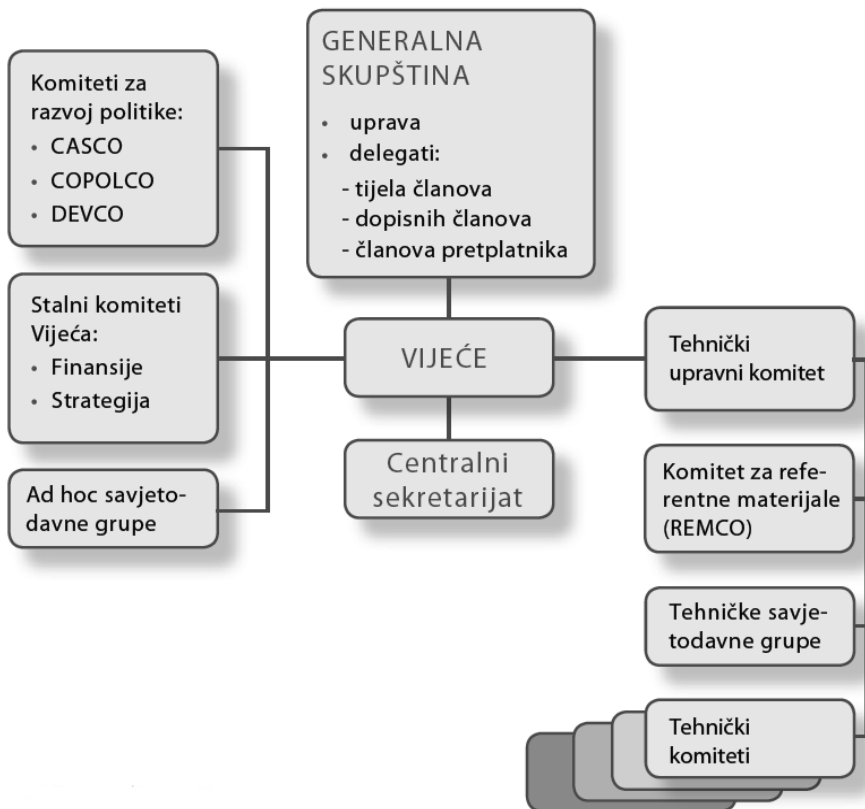 GENERALNA
SKUPŠTINA
• uprava
• delegati:
- tijela članova
- dopisnih članova
- članova pretplatnika
Komiteti za
razvoj politike:
• CASCO
• COPOLCO
• DEVCO
Stalni komiteti
Vijeća:
• Finansije
• Strategija
Ad hoc savjeto-
davne grupe
VIJEĆE
Centralni
sekretarijat
Tehnički
upravni komitet
Komitet za refe-
rentne materijale
(REMCO)
Tehničke savje-
todavne grupe
Tehnički
komiteti